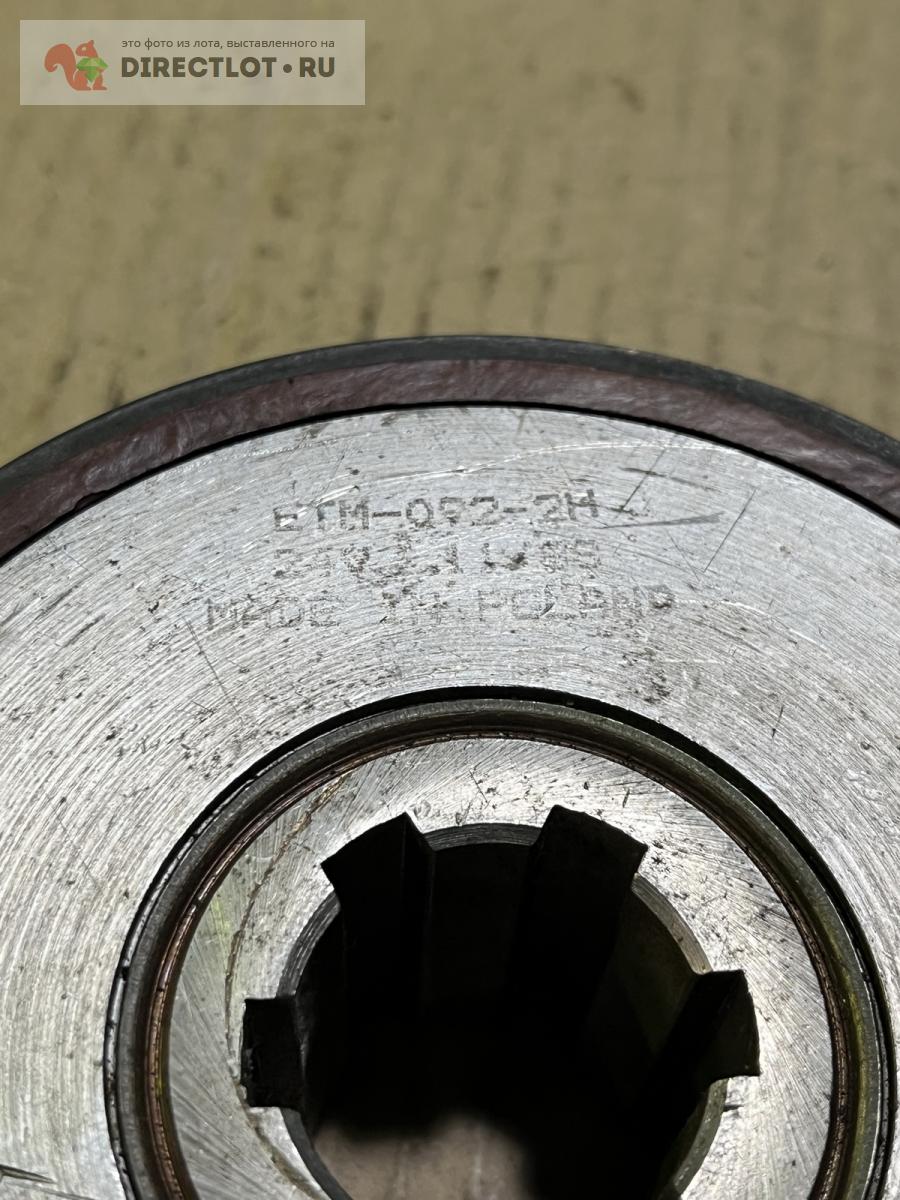 это фото из лота, выставленного на
DIRECTLOT•RU
ETM-092-2H
MADE IN POLAND